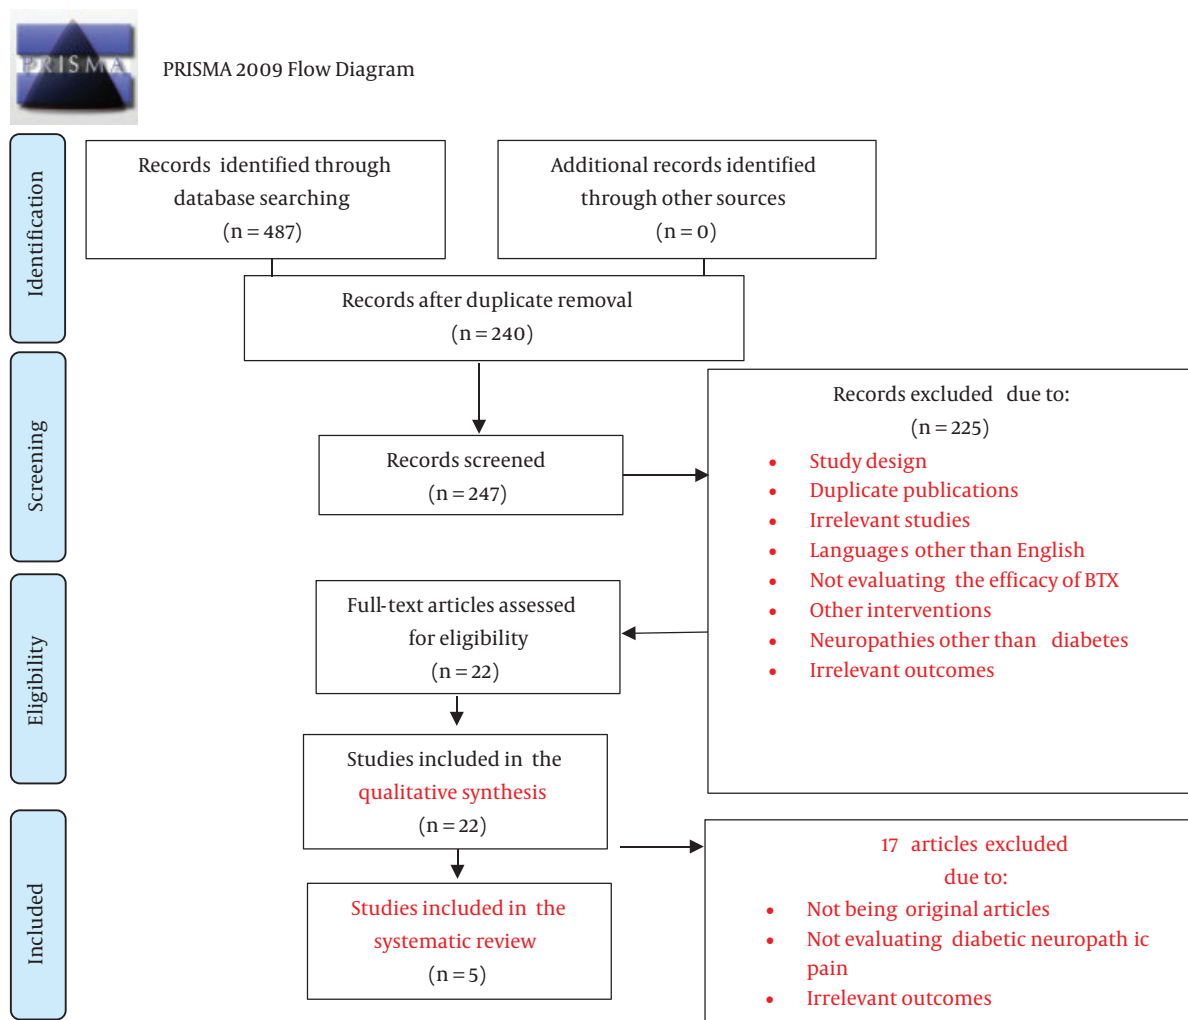 PRISMA
PRISMA 2009 Flow Diagram
Identification
Records identified through
database searching
(n = 487)
Additional records identified
through other sources
(n = 0)
Records after duplicate removal
(n = 240)
Screening
Records screened
(n = 247)
Records excluded due to:
(n = 225)
• Study design
• Duplicate publications
• Irrelevant studies
• Languages other than English
• Not evaluating the efficacy of BTX
• Other interventions
• Neuropathies other than diabetes
• Irrelevant outcomes
Eligibility
Full-text articles assessed
for eligibility
(n = 22)
Studies included in the
qualitative synthesis
(n = 22)
Included
17 articles excluded
due to:
• Not being original articles
• Not evaluating diabetic neuropath ic
pain
• Irrelevant outcomes
Studies included in the
systematic review
(n = 5)